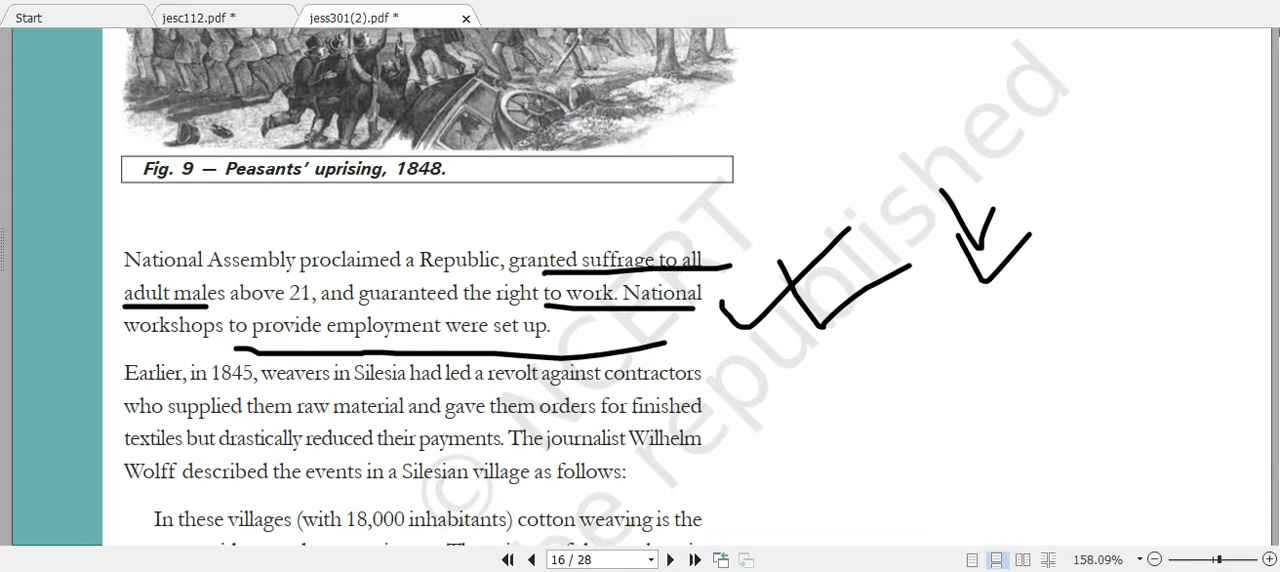 Start
jesc112.pdf *
jess301(2).pdf *
Fig. 9 — Peasants' uprising, 1848.
National Assembly proclaimed a Republic, granted suffrage to all
adult males above 21, and guaranteed the right to work. National
workshops to provide employment were set up.
Earlier, in 1845, weavers in Silesia had led a revolt against contractors
who supplied them raw material and gave them orders for finished
textiles but drastically reduced their payments. The journalist Wilhelm
Wolff described the events in a Silesian village as follows:
In these villages (with 18,000 inhabitants) cotton weaving is the
© NCERT
be republished
16 / 28
158.09%